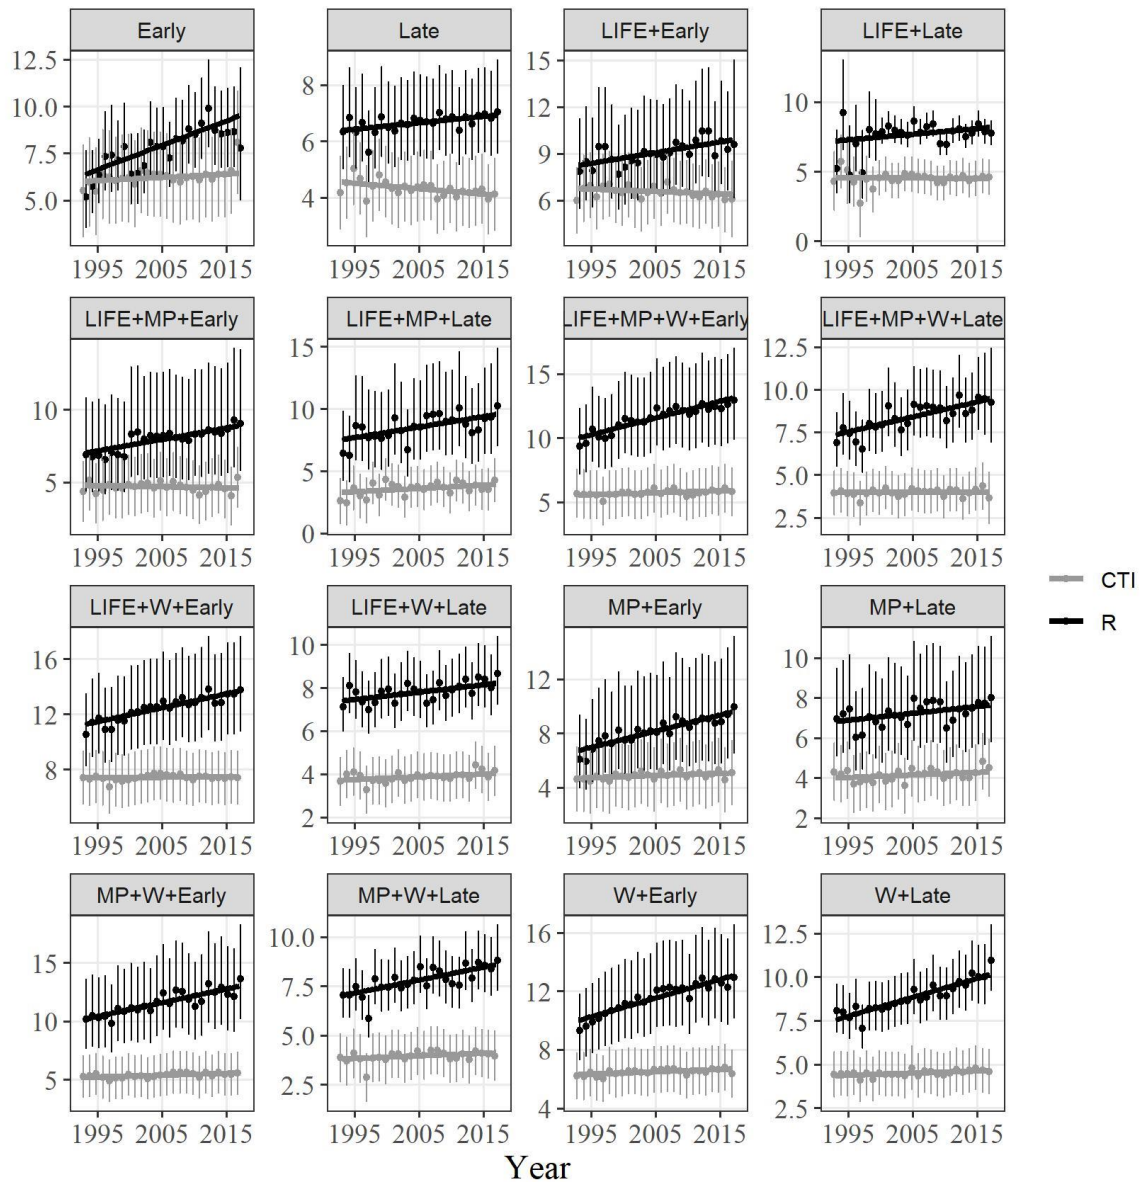 Early Late LIFE+Early LIFE+Late
12.5 10.0 7.5 5.0
8 6 4
15 12 9 6
10 5 0
1995 2005 2015 1995 2005 2015 1995 2005 2015 1995 2005 2015
LIFE+MP+Early LIFE+MP+Late LIFE+MP+W+Early LIFE+MP+W+Late
10 5
15 10 5 0
15 10 5
12.5 10.0 7.5 5.0 2.5
1995 2005 2015 1995 2005 2015 1995 2005 2015 1995 2005 2015
LIFE+W+Early LIFE+W+Late MP+Early MP+Late
16 12 8
10 8 6 4 2
12 8 4
10 8 6 4 2
CTI
R
1995 2005 2015 1995 2005 2015 1995 2005 2015 1995 2005 2015
MP+W+Early MP+W+Late W+Early W+Late
15 10 5
10.0 7.5 5.0 2.5
16 12 8 4
12.5 10.0 7.5 5.0 2.5
1995 2005 2015 1995 2005 2015 1995 2005 2015 1995 2005 2015
Year